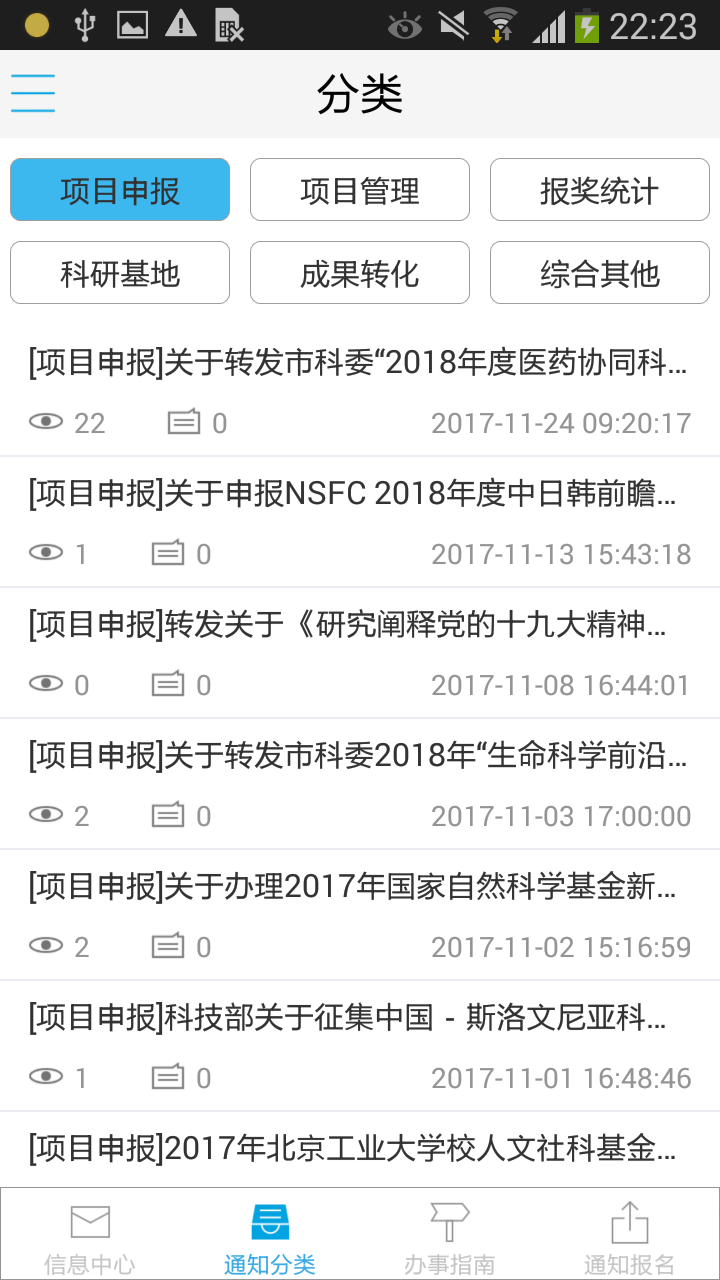 22:23
分类
项目申报 项目管理 报奖统计
科研基地 成果转化 综合其他
[项目申报]关于转发市科委“2018年度医药协同科...
22 0 2017-11-24 09:20:17
[项目申报]关于申报NSFC 2018年度中日韩前瞻...
1 0 2017-11-13 15:43:18
[项目申报]转发关于《研究阐释党的十九大精神...
0 0 2017-11-08 16:44:01
[项目申报]关于转发市科委2018年“生命科学前沿...
2 0 2017-11-03 17:00:00
[项目申报]关于办理2017年国家自然科学基金新...
2 0 2017-11-02 15:16:59
[项目申报]科技部关于征集中国 - 斯洛文尼亚科...
1 0 2017-11-01 16:48:46
[项目申报]2017年北京工业大学校人文社科基金...
信息中心 通知分类 办事指南 通知报名